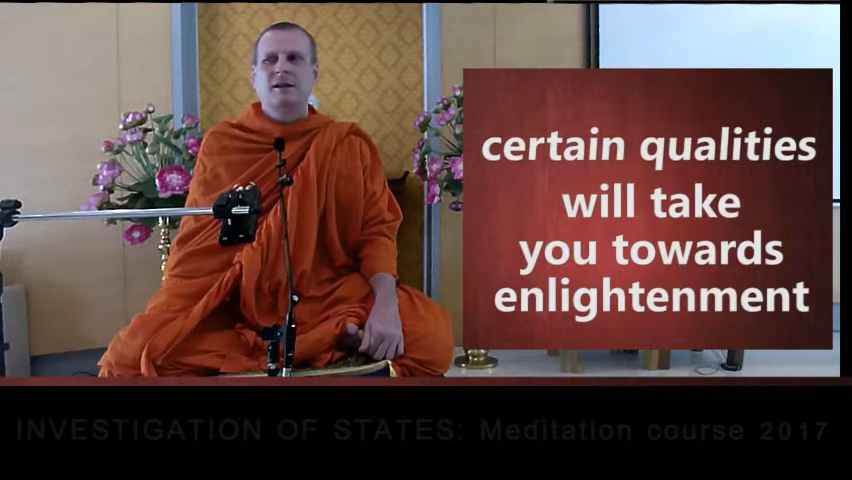 certain qualities
will take
you towards
enlightenment
INVESTIGATION OF STATES: Meditation course 2017